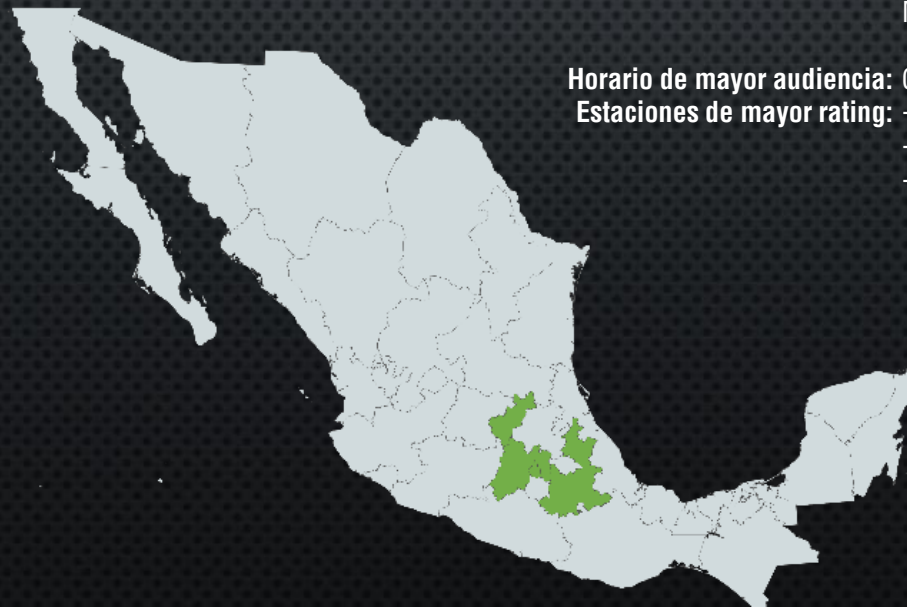 Horario de mayor audiencia:
Estaciones de mayor rating: -
-
-